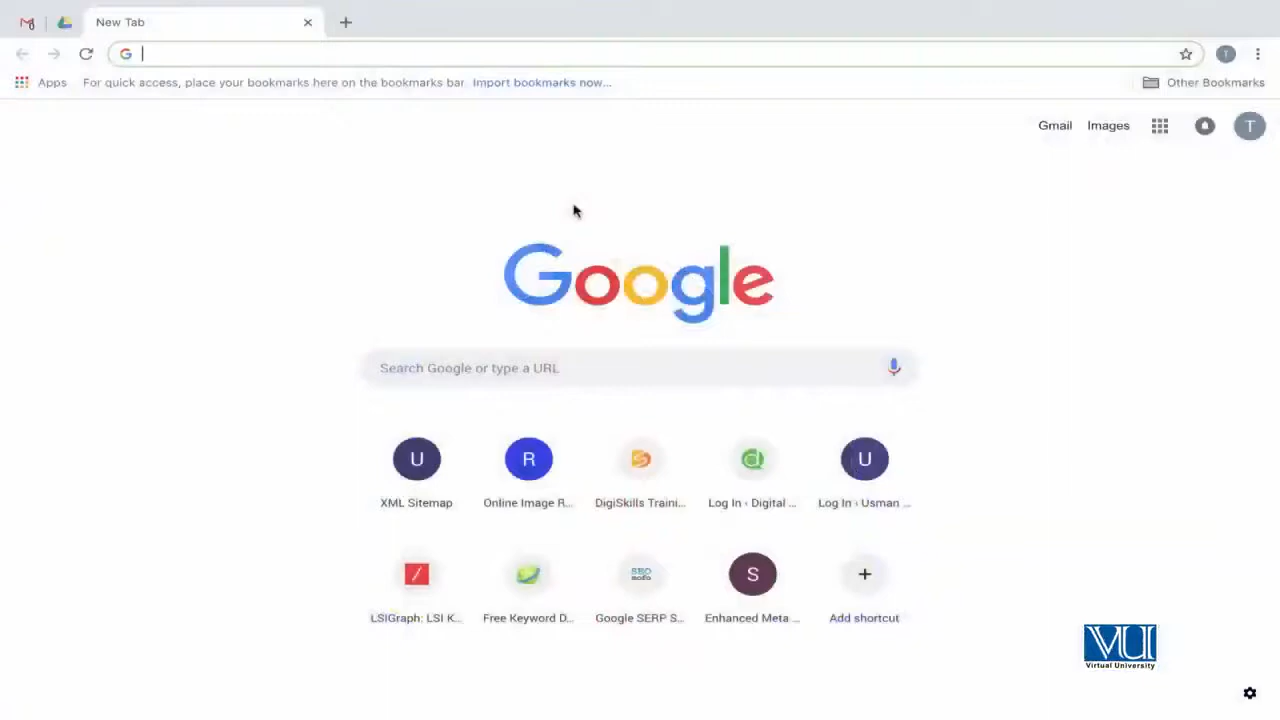 New Tab
Apps For quick access, place your bookmarks here on the bookmarks bar Import bookmarks now... Other Bookmarks
Gmail Images T
Google
Search Google or type a URL
U R U
XML Sitemap Online Image R... DigiSkills Traini... Log In ‹ Digital ... Log In ‹ Usman ...
S
LSIGraph: LSI K... Free Keyword D... Google SERP S... Enhanced Meta ... Add shortcut
VU
Virtual University